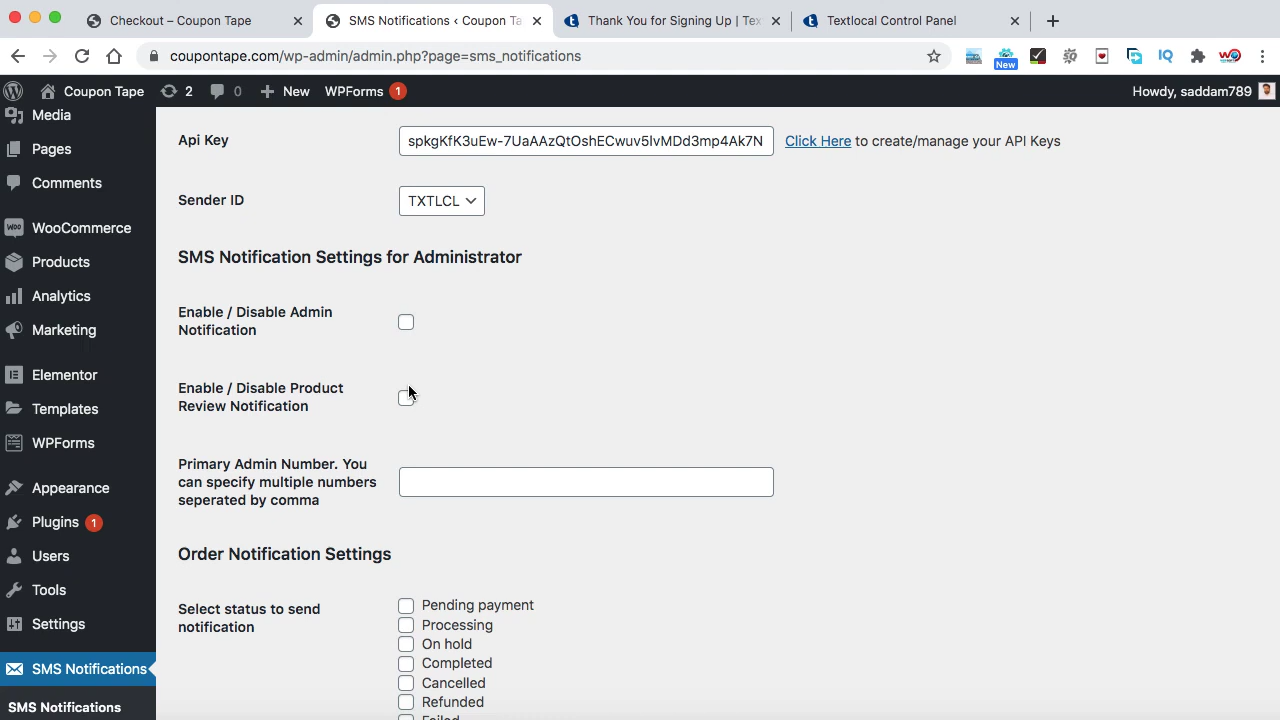 Checkout – Coupon Tape
SMS Notifications ‹ Coupon Ta
Thank You for Signing Up | Tex
Textlocal Control Panel
coupontape.com/wp-admin/admin.php?page=sms_notifications
New
IQ
Coupon Tape
2
0
New
WPForms
1
Howdy, saddam789
Media
Pages
Comments
WooCommerce
Products
Analytics
Marketing
Elementor
Templates
WPForms
Appearance
Plugins
1
Users
Tools
Settings
SMS Notifications
SMS Notifications
Api Key
spkgKfK3uEw-7UaAAzQtOshECwuv5IvMDd3mp4Ak7N
Click Here to create/manage your API Keys
Sender ID
TXTLCL
SMS Notification Settings for Administrator
Enable / Disable Admin
Notification
Enable / Disable Product
Review Notification
Primary Admin Number. You
can specify multiple numbers
seperated by comma
Order Notification Settings
Select status to send
notification
Pending payment
Processing
On hold
Completed
Cancelled
Refunded
Failed